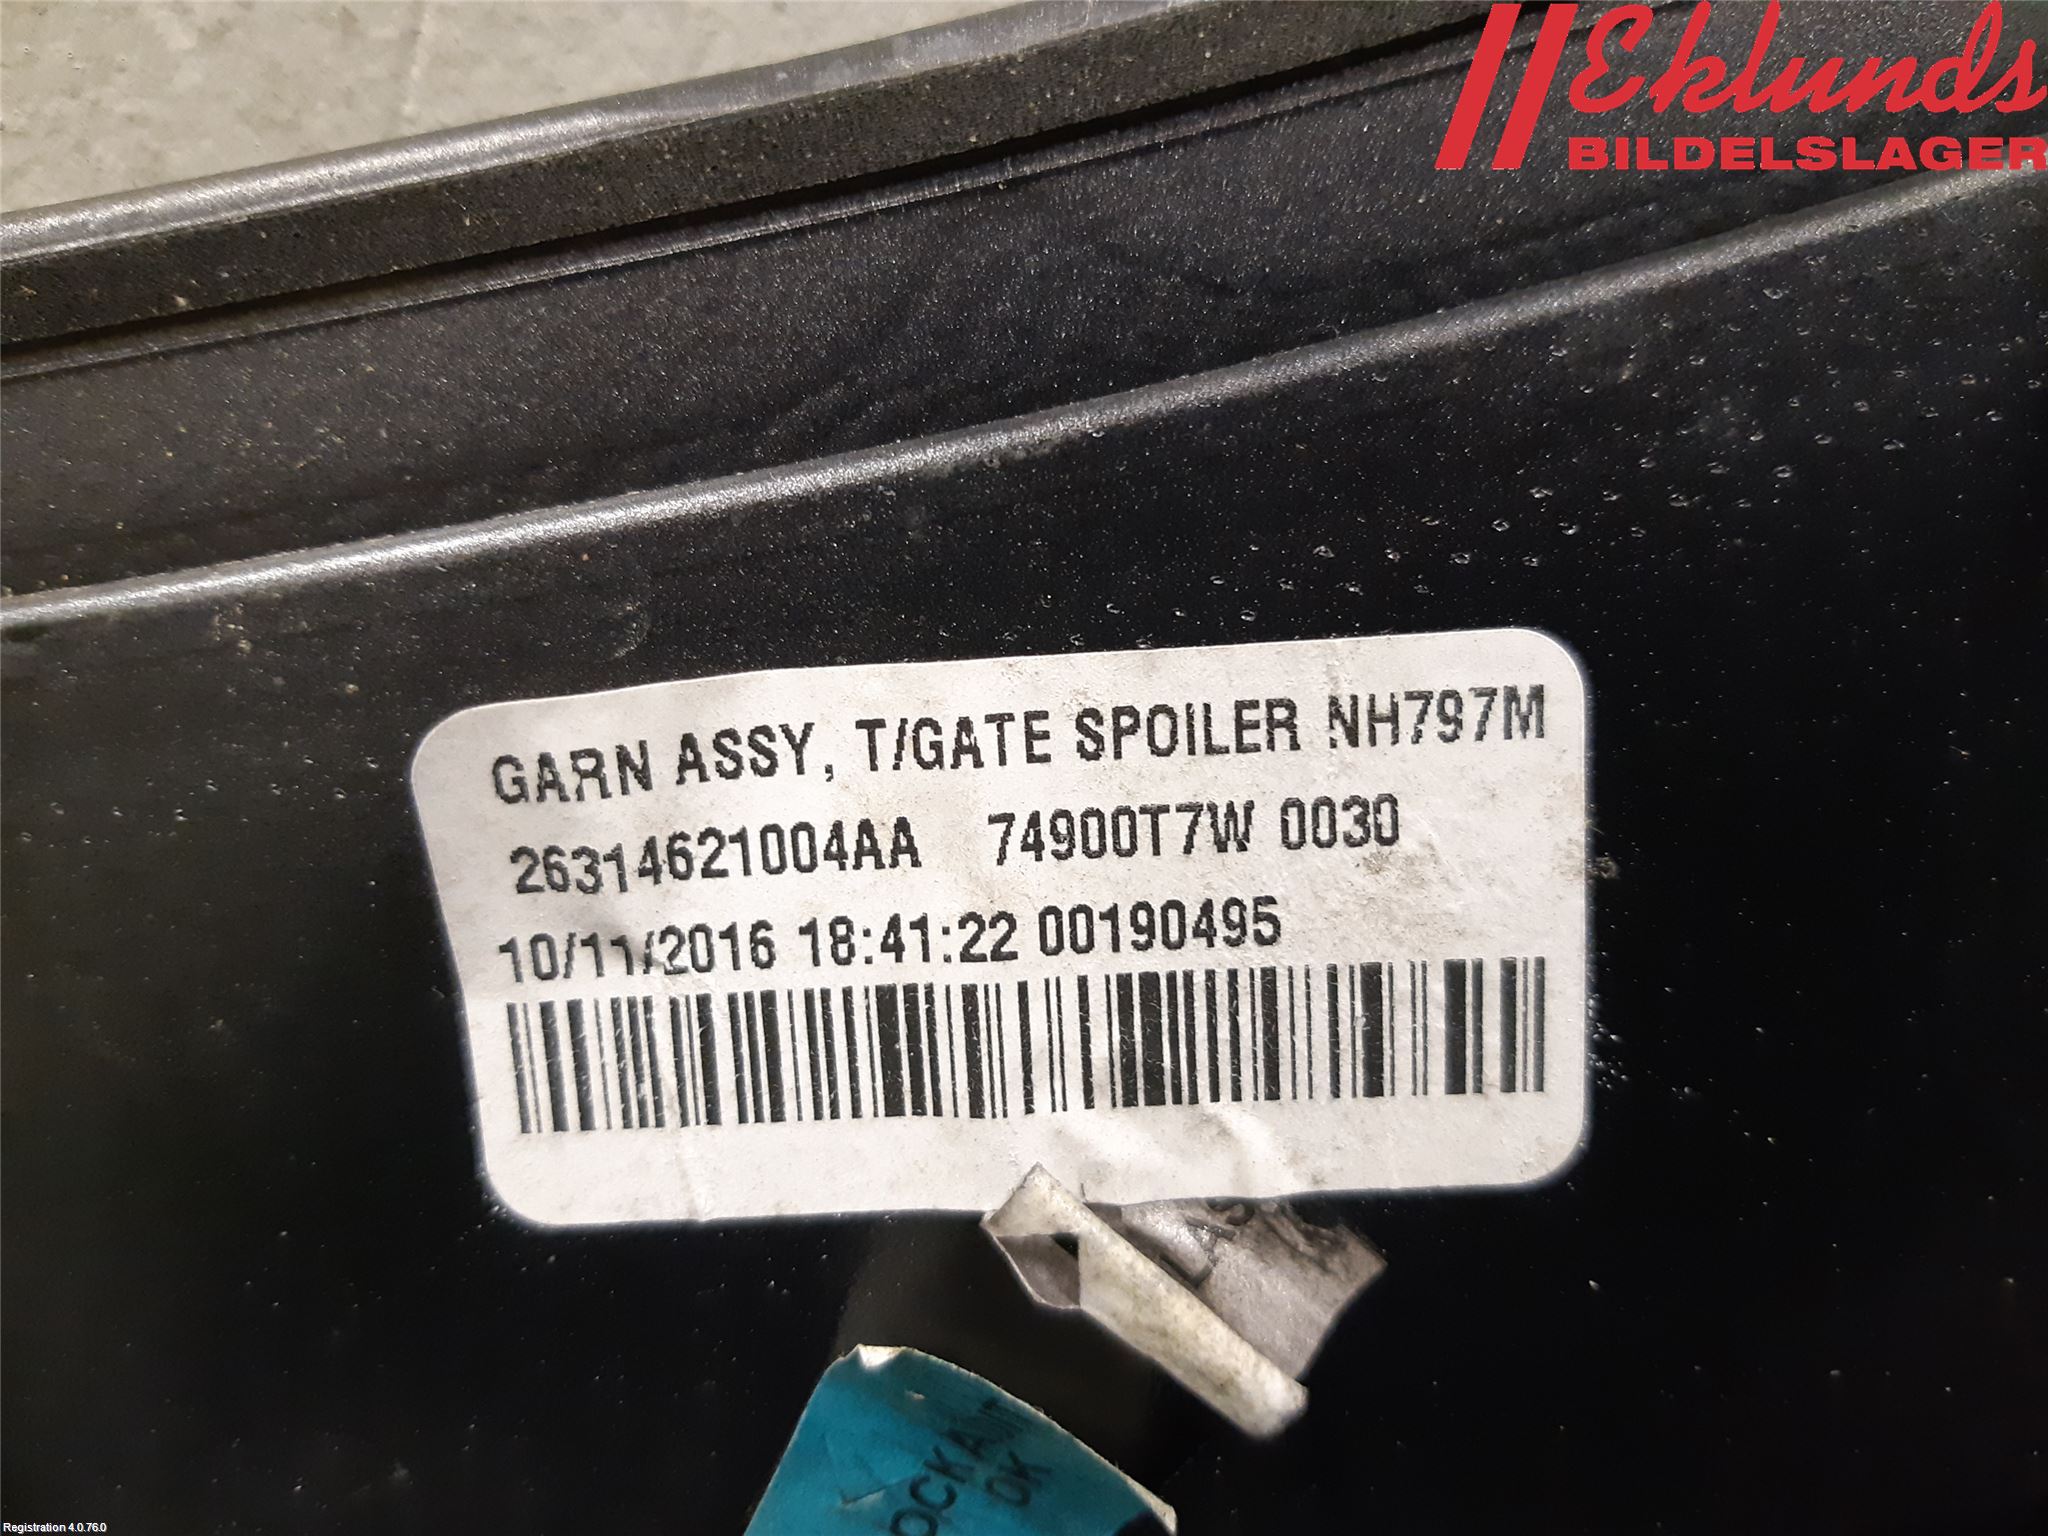 Eklunds
BILDELSLAGER
GARN ASSY, T/GATE SPOILER NH797M
26314621004AA 74900T7W 0030
10/11/2016 18:41:22 00190495
OK
Registration 4.0.76.0